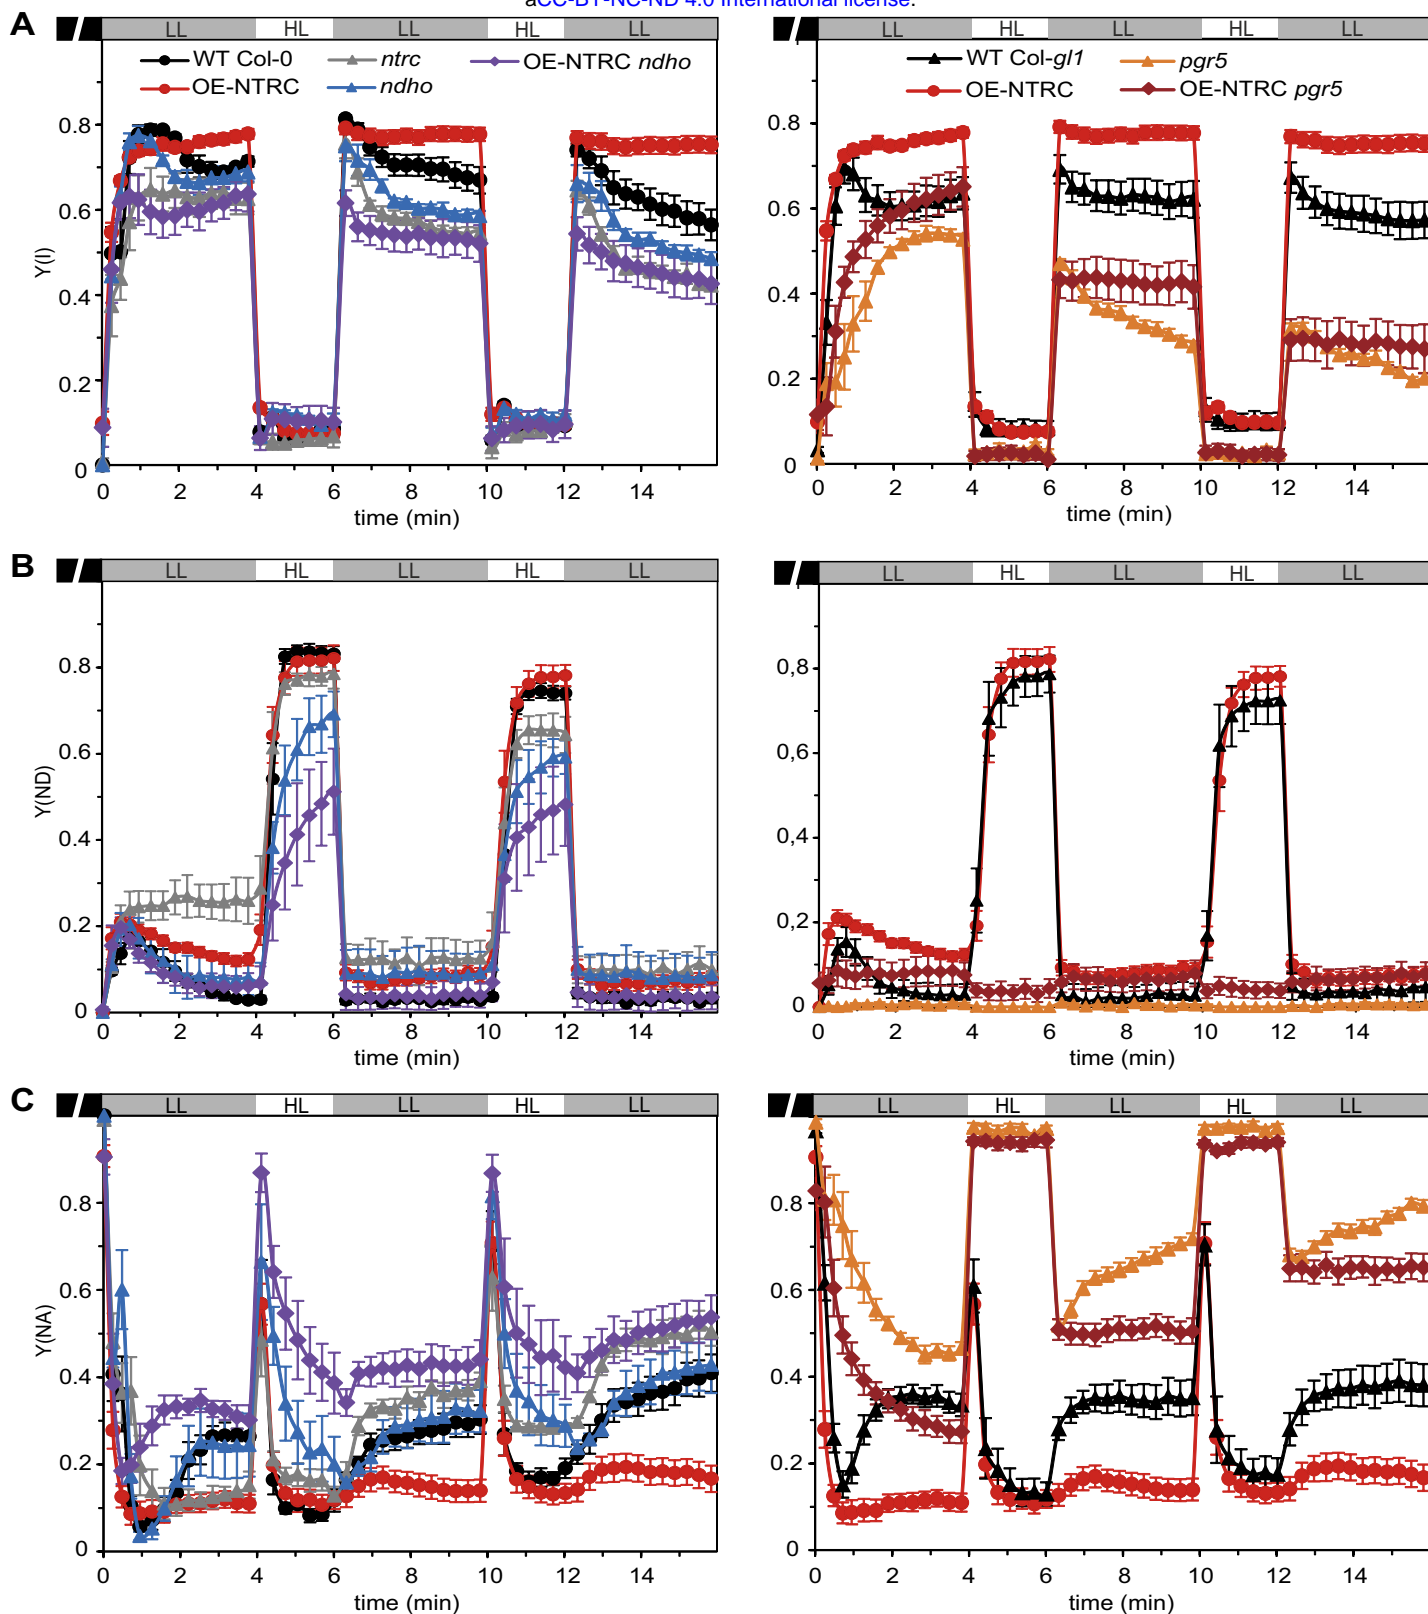 aCC-BY-NC-ND 4.0 International license.
A
LL HL LL HL LL
WT Col-0 ntrc OE-NTRC ndho
OE-NTRC ndho
0.8
0.6
0.4
0.2
0
Y(I)
0 2 4 6 8 10 12 14
time (min)
LL HL LL HL LL
WT Col-gl1 pgr5
OE-NTRC OE-NTRC pgr5
0.8
0.6
0.4
0.2
0
0 2 4 6 8 10 12 14
time (min)
B
LL HL LL HL LL
0.8
0.6
0.4
0.2
0
Y(ND)
0 2 4 6 8 10 12 14
time (min)
LL HL LL HL LL
0,8
0,6
0,4
0.2
0
0 2 4 6 8 10 12 14
time (min)
C
LL HL LL HL LL
0.8
0.6
0.4
0.2
0
Y(NA)
0 2 4 6 8 10 12 14
time (min)
LL HL LL HL LL
0.8
0.6
0.4
0.2
0
0 2 4 6 8 10 12 14
time (min)